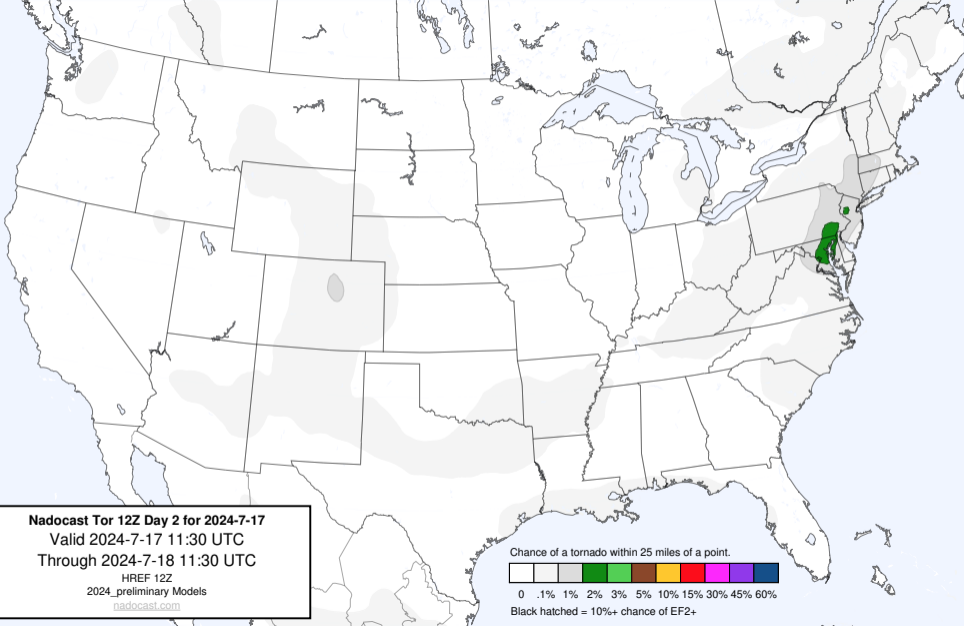 Nadocast Tor 12Z Day 2 for 2024-7-17
Valid 2024-7-17 11:30 UTC
Through 2024-7-18 11:30 UTC
HREF 12Z
2024_preliminary Models
nadocast.com
Chance of a tornado within 25 miles of a point.
0 .1% 1% 2% 3% 5% 10% 15% 30% 45% 60%
Black hatched = 10%+ chance of EF2+